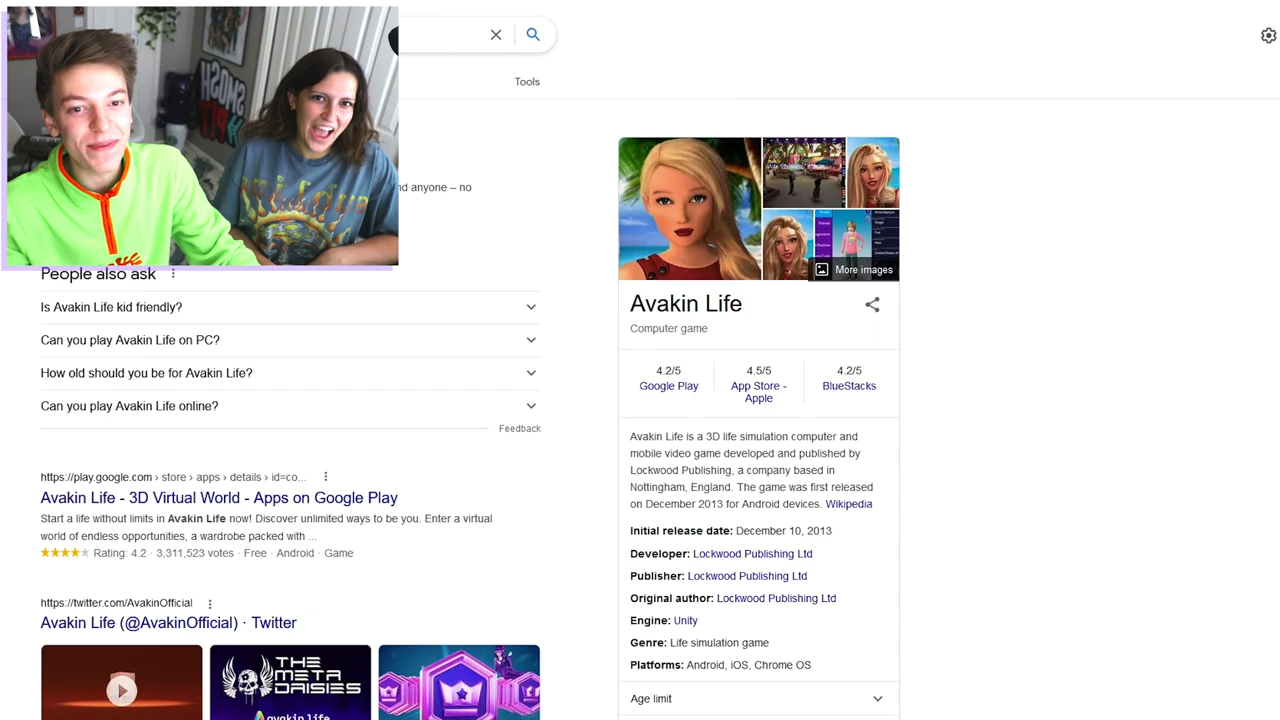 Tools
SMOSH
PIT
nd anyone – no
People also ask
Is Avakin Life kid friendly?
Can you play Avakin Life on PC?
How old should you be for Avakin Life?
Can you play Avakin Life online?
Feedback
https://play.google.com › store › apps › details › id=co...
Avakin Life - 3D Virtual World - Apps on Google Play
Start a life without limits in Avakin Life now! Discover unlimited ways to be you. Enter a virtual
world of endless opportunities, a wardrobe packed with ...
Rating: 4.2 · 3,311,523 votes · Free · Android · Game
https://twitter.com/AvakinOfficial
Avakin Life (@AvakinOfficial) · Twitter
THE
META
DAISIES
avakin life
More images
Avakin Life
Computer game
4.2/5
Google Play
4.5/5
App Store -
Apple
4.2/5
BlueStacks
Avakin Life is a 3D life simulation computer and
mobile video game developed and published by
Lockwood Publishing, a company based in
Nottingham, England. The game was first released
on December 2013 for Android devices. Wikipedia
Initial release date: December 10, 2013
Developer: Lockwood Publishing Ltd
Publisher: Lockwood Publishing Ltd
Original author: Lockwood Publishing Ltd
Engine: Unity
Genre: Life simulation game
Platforms: Android, iOS, Chrome OS
Age limit